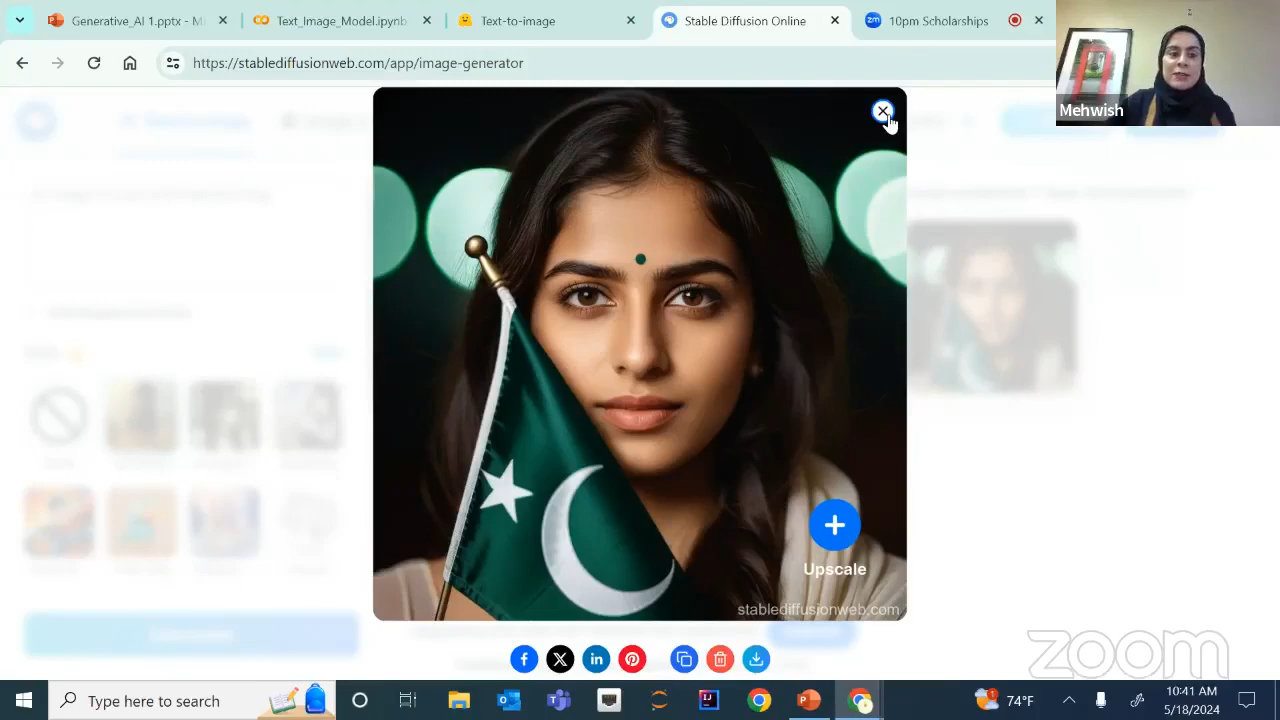 Generative_AI 1.pptx - Mi
Text_Image_Model.ipynb
Text-to-image
Stable Diffusion Online
10pm Scholarships
https://stablediffusionweb.com/app/image-generator
Mehwish
Upscale
stablediffusionweb.com
zoom
Type here to search
74°F
10:41 AM
5/18/2024